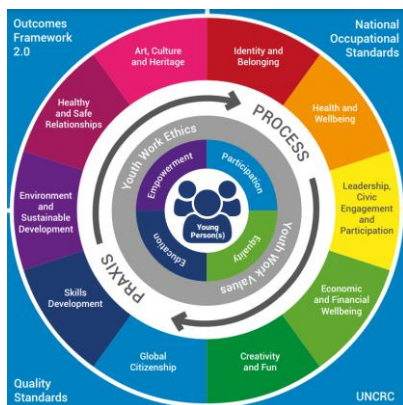 Outcomes
Framework
2.0
National
Occupational
Standards
Art, Culture
and Heritage
Identity and
Belonging
Healthy
and Safe
Relationships
Health and
Wellbeing
PROCESS
Youth Work Ethics
Empowerment
Participation
Environment
and
Sustainable
Development
Leadership,
Civic
Engagement
and
Participation
Young
Person(s)
Education
Equality
Youth Work Values
PRAXIS
Skills
Development
Economic
and Financial
Wellbeing
Global
Citizenship
Creativity
and Fun
Quality
Standards
UNCRC